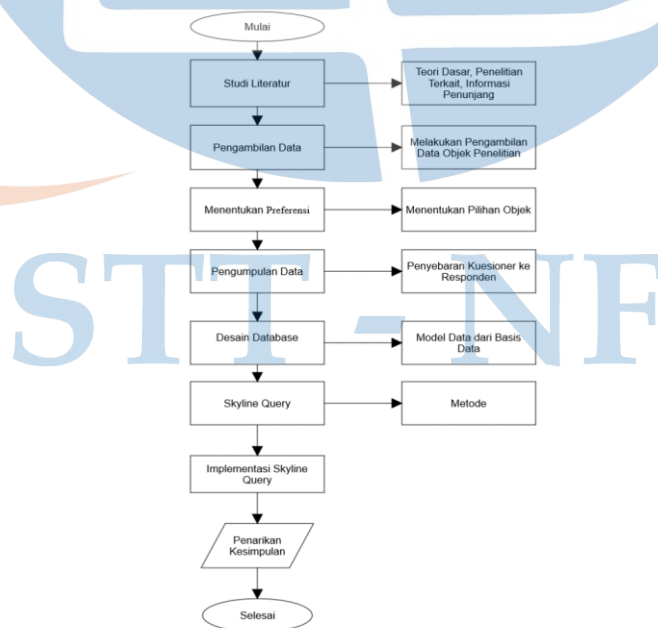 Mulai
Studi Literatur
Teori Dasar, Penelitian
Terkait, Informasi
Penunjang
Pengambilan Data
Melakukan Pengambilan
Data Objek Penelitian
Menentukan Preferensi
Menentukan Pilihan Objek
Pengumpulan Data
Penyebaran Kuesioner ke
Responden
STT - NF
Desain Database
Model Data dari Basis
Data
Skyline Query
Metode
Implementasi Skyline
Query
Penarikan
Kesimpulan
Selesai